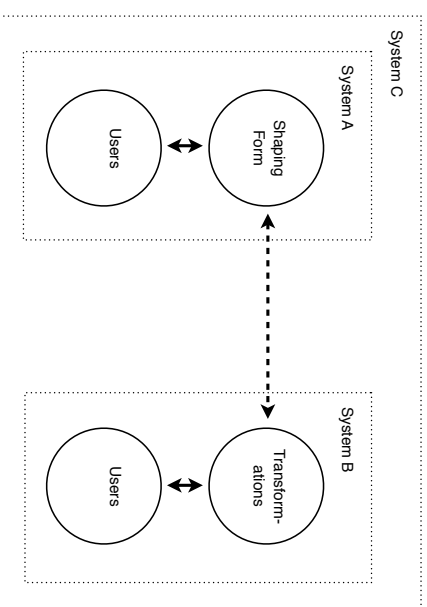 System C
System A
Shaping
Form
Users
System B
Transform-
ations
Users